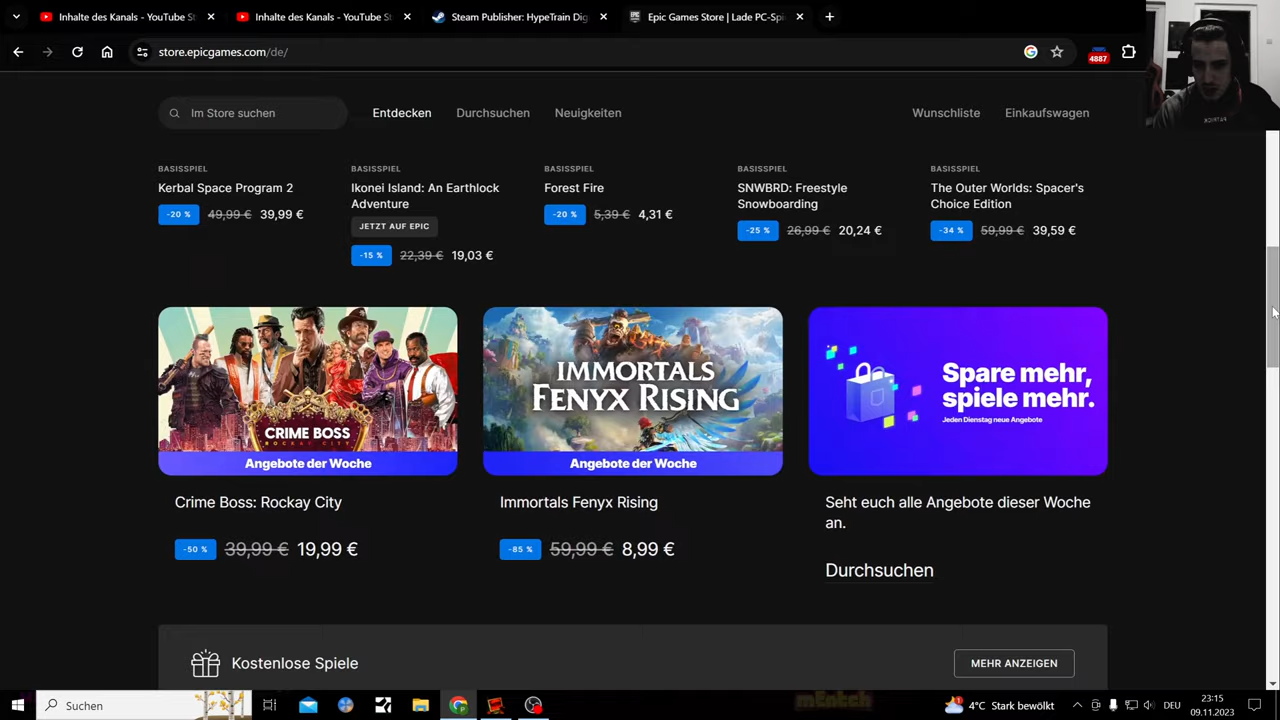 Inhalte des Kanals - YouTube St
Inhalte des Kanals - YouTube St
Steam Publisher: HypeTrain Dig
Epic Games Store | Lade PC-Spi
store.epicgames.com/de/
4887
Im Store suchen
Entdecken
Durchsuchen
Neuigkeiten
Wunschliste
Einkaufswagen
BASISSPIEL
Kerbal Space Program 2
-20 % 49,99 € 39,99 €
BASISSPIEL
Ikonei Island: An Earthlock
Adventure
JETZT AUF EPIC
-15 % 22,39 € 19,03 €
BASISSPIEL
Forest Fire
-20 % 5,39 € 4,31 €
BASISSPIEL
SNWBRD: Freestyle
Snowboarding
-25 % 26,99 € 20,24 €
BASISSPIEL
The Outer Worlds: Spacer's
Choice Edition
-34 % 59,99 € 39,59 €
CRIME BOSS
ROCKAY CITY
Angebote der Woche
Crime Boss: Rockay City
-50 % 39,99 € 19,99 €
IMMORTALS
FENYX RISING
Angebote der Woche
Immortals Fenyx Rising
-85 % 59,99 € 8,99 €
Spare mehr,
spiele mehr.
Jeden Dienstag neue Angebote
Seht euch alle Angebote dieser Woche
an.
Durchsuchen
Kostenlose Spiele
MEHR ANZEIGEN
Suchen
4°C Stark bewölkt
DEU
23:15
09.11.2023